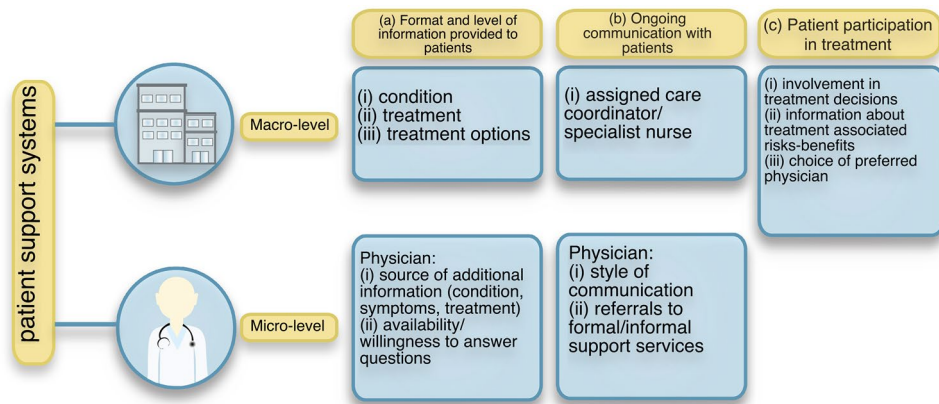 patient support systems
(a) Format and level of
information provided to
patients
(b) Ongoing
communication with
patients
(c) Patient participation
in treatment
Macro-level
(i) condition
(ii) treatment
(iii) treatment options
(i) assigned care
coordinator/
specialist nurse
(i) involvement in
treatment decisions
(ii) information about
treatment associated
risks-benefits
(iii) choice of preferred
physician
Micro-level
Physician:
(i) source of additional
information (condition,
symptoms, treatment)
(ii) availability/
willingness to answer
questions
Physician:
(i) style of
communication
(ii) referrals to
formal/informal
support services